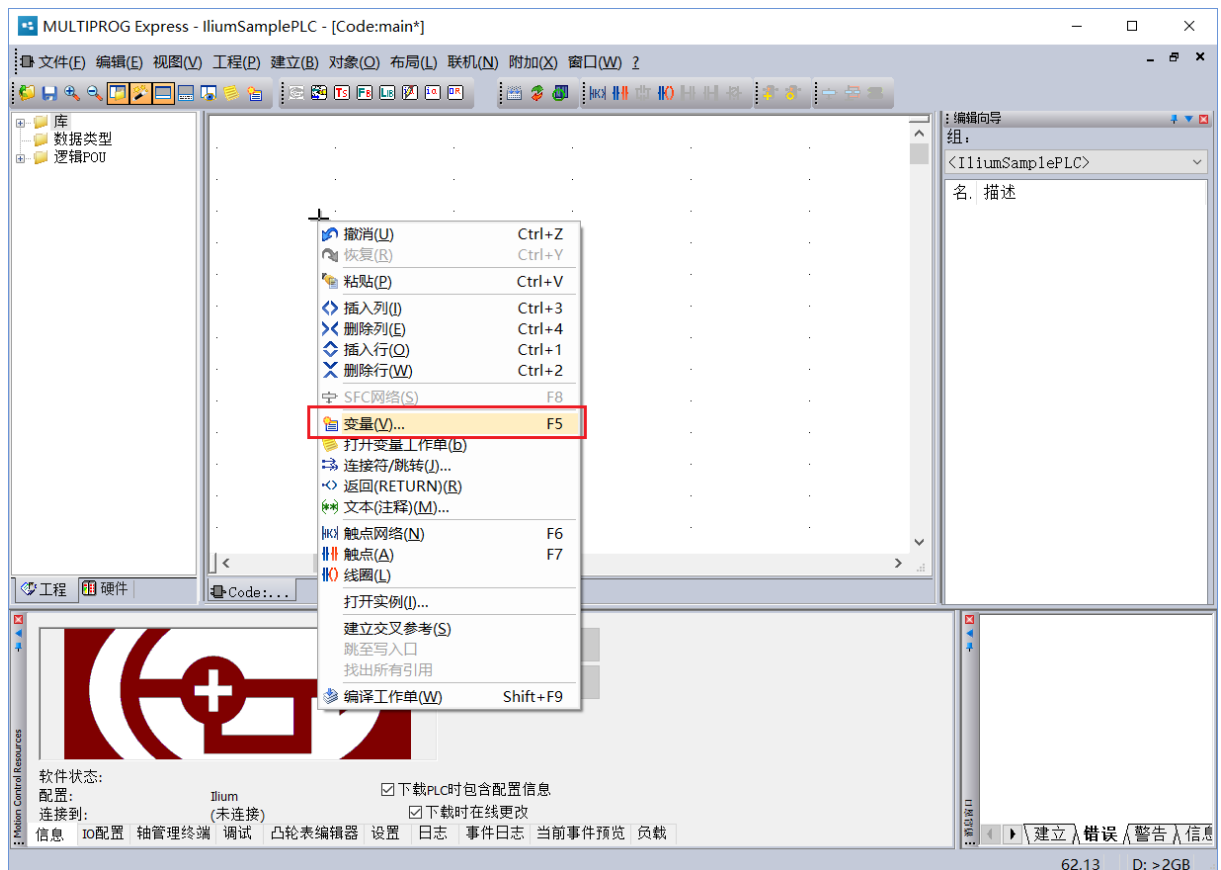 MULTIPROG Express - IliumSamplePLC - [Code:main*]
文件(F) 编辑(E) 视图(V) 工程(P) 建立(B) 对象(O) 布局(L) 联机(N) 附加(X) 窗口(W) ?
库
数据类型
逻辑POU
工程 硬件
Code:...
撤消(U) Ctrl+Z
恢复(R) Ctrl+Y
粘贴(P) Ctrl+V
插入列(I) Ctrl+3
删除列(E) Ctrl+4
插入行(O) Ctrl+1
删除行(W) Ctrl+2
SFC网络(S) F8
变量(V)... F5
打开变量工作单(b)
连接符/跳转(J)...
返回(RETURN)(R)
文本(注释)(M)...
触点网络(N) F6
触点(A) F7
线圈(L)
打开实例(I)...
建立交叉参考(S)
跳至写入口
找出所有引用
编译工作单(W) Shift+F9
编辑向导
组:
<IliumSamplePLC>
名. 描述
Motion Control Resources
软件状态:
配置: Ilium
连接到: (未连接)
下载PLC时包含配置信息
下载时在线更改
信息 IO配置 轴管理终端 调试 凸轮表编辑器 设置 日志 事件日志 当前事件预览 负载
建立 错误 警告 信息
62,13 D: >2GB